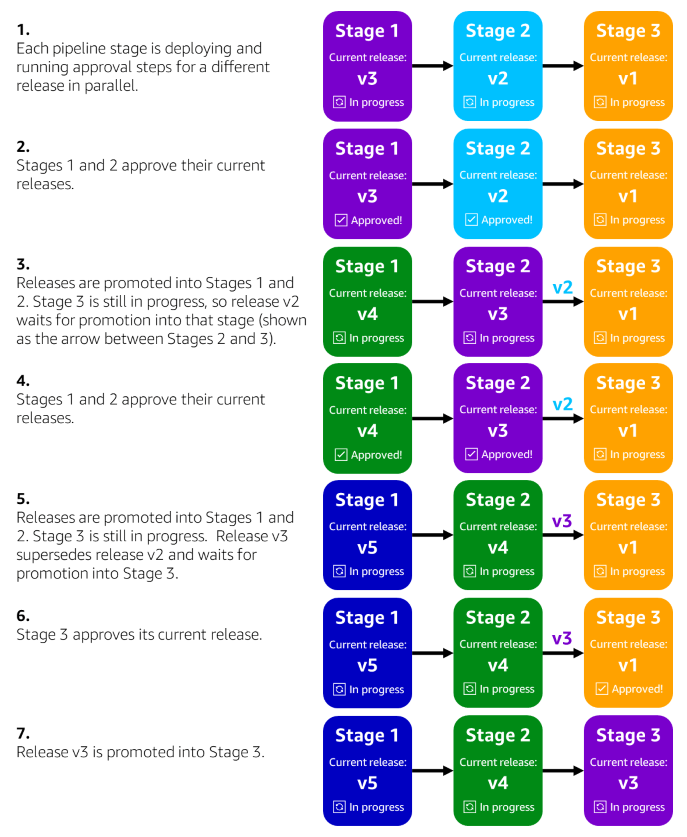 1.
Each pipeline stage is deploying and
running approval steps for a different
release in parallel.
Stage 1
Current release:
v3
In progress
Stage 2
Current release:
v2
In progress
Stage 3
Current release:
v1
In progress
2.
Stages 1 and 2 approve their current
releases.
Stage 1
Current release:
v3
Approved!
Stage 2
Current release:
v2
Approved!
Stage 3
Current release:
v1
In progress
3.
Releases are promoted into Stages 1 and
2. Stage 3 is still in progress, so release v2
waits for promotion into that stage (shown
as the arrow between Stages 2 and 3).
Stage 1
Current release:
v4
In progress
Stage 2
Current release:
v3
In progress
v2
Stage 3
Current release:
v1
In progress
4.
Stages 1 and 2 approve their current
releases.
Stage 1
Current release:
v4
Approved!
Stage 2
Current release:
v3
Approved!
v2
Stage 3
Current release:
v1
In progress
5.
Releases are promoted into Stages 1 and
2. Stage 3 is still in progress.  Release v3
supersedes release v2 and waits for
promotion into Stage 3.
Stage 1
Current release:
v5
In progress
Stage 2
Current release:
v4
In progress
v3
Stage 3
Current release:
v1
In progress
6.
Stage 3 approves its current release.
Stage 1
Current release:
v5
In progress
Stage 2
Current release:
v4
In progress
v3
Stage 3
Current release:
v1
Approved!
7.
Release v3 is promoted into Stage 3.
Stage 1
Current release:
v5
In progress
Stage 2
Current release:
v4
In progress
Stage 3
Current release:
v3
In progress